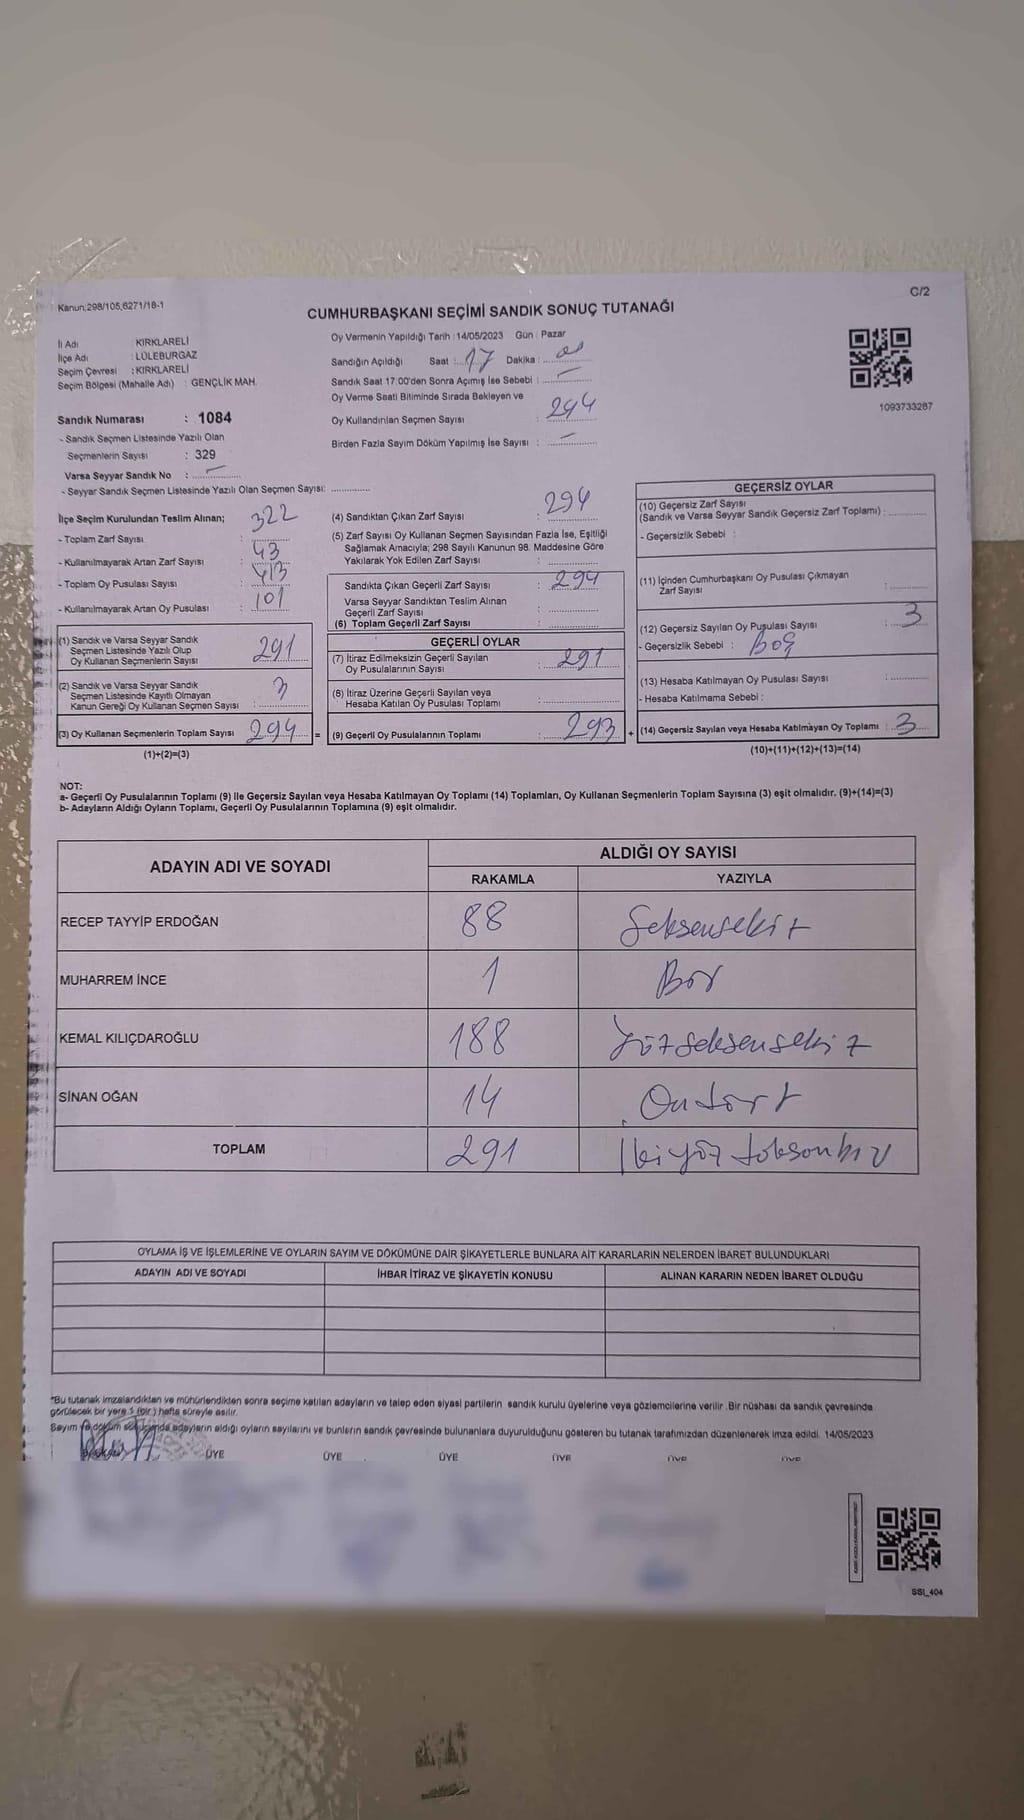 Kanun;298/105,6271/18-1
C/2
CUMHURBAŞKANI SEÇİMİ SANDIK SONUÇ TUTANAĞI
İl Adı : KIRKLARELİ
İlçe Adı : LÜLEBURGAZ
Seçim Çevresi : KIRKLARELİ
Seçim Bölgesi (Mahalle Adı) : GENÇLİK MAH.
Sandık Numarası : 1084
- Sandık Seçmen Listesinde Yazılı Olan
Seçmenlerin Sayısı : 329
Varsa Seyyar Sandık No : –
- Seyyar Sandık Seçmen Listesinde Yazılı Olan Seçmen Sayısı:
Oy Vermenin Yapıldığı Tarih :14/05/2023 Gün : Pazar
Sandığın Açıldığı Saat : 17 Dakika :
Sandık Saat 17:00'den Sonra Açımış İse Sebebi : –
Oy Verme Saati Bitiminde Sırada Bekleyen ve
Oy Kullandırılan Seçmen Sayısı : 294
Birden Fazla Sayım Döküm Yapılmış İse Sayısı : –
1093733287
İlçe Seçim Kurulundan Teslim Alınan;
- Toplam Zarf Sayısı : 322
- Kullanılmayarak Artan Zarf Sayısı : 43
- Toplam Oy Pusulası Sayısı : 413
- Kullanılmayarak Artan Oy Pusulası : 101
(1) Sandık ve Varsa Seyyar Sandık
Seçmen Listesinde Yazılı Olup
Oy Kullanan Seçmenlerin Sayısı 291
(2) Sandık ve Varsa Seyyar Sandık
Seçmen Listesinde Kayıtlı Olmayan
Kanun Gereği Oy Kullanan Seçmen Sayısı : 3
(3) Oy Kullanan Seçmenlerin Toplam Sayısı 294 =
(1)+(2)=(3)
(4) Sandıktan Çıkan Zarf Sayısı : 294
(5) Zarf Sayısı Oy Kullanan Seçmen Sayısından Fazla İse, Eşitliği
Sağlamak Amacıyla; 298 Sayılı Kanunun 98. Maddesine Göre
Yakılarak Yok Edilen Zarf Sayısı :
Sandıkta Çıkan Geçerli Zarf Sayısı : 294
Varsa Seyyar Sandıktan Teslim Alınan
Geçerli Zarf Sayısı :
(6) Toplam Geçerli Zarf Sayısı :
GEÇERLİ OYLAR
(7) İtiraz Edilmeksizin Geçerli Sayılan
Oy Pusulalarının Sayısı : 291
(8) İtiraz Üzerine Geçerli Sayılan veya
Hesaba Katılan Oy Pusulası Toplamı :
(9) Geçerli Oy Pusulalarının Toplamı : 293 +
GEÇERSİZ OYLAR
(10) Geçersiz Zarf Sayısı
(Sandık ve Varsa Seyyar Sandık Geçersiz Zarf Toplamı) :
- Geçersizlik Sebebi :
(11) İçinden Cumhurbaşkanı Oy Pusulası Çıkmayan
Zarf Sayısı :
(12) Geçersiz Sayılan Oy Pusulası Sayısı : 3
- Geçersizlik Sebebi : Boş
(13) Hesaba Katılmayan Oy Pusulası Sayısı :
- Hesaba Katılmama Sebebi :
(14) Geçersiz Sayılan veya Hesaba Katılmayan Oy Toplamı : 3
(10)+(11)+(12)+(13)=(14)
NOT:
a- Geçerli Oy Pusulalarının Toplamı (9) ile Geçersiz Sayılan veya Hesaba Katılmayan Oy Toplamı (14) Toplamları, Oy Kullanan Seçmenlerin Toplam Sayısına (3) eşit olmalıdır. (9)+(14)=(3)
b- Adayların Aldığı Oyların Toplamı, Geçerli Oy Pusulalarının Toplamına (9) eşit olmalıdır.
ADAYIN ADI VE SOYADI ALDIĞI OY SAYISI
RAKAMLA YAZIYLA
RECEP TAYYİP ERDOĞAN 88 Seksensekiz
MUHARREM İNCE 1 Bir
KEMAL KILIÇDAROĞLU 188 Yüzseksensekiz
SİNAN OĞAN 14 Ondört
TOPLAM 291 İkiyüz doksanbir
OYLAMA İŞ VE İŞLEMLERİNE VE OYLARIN SAYIM VE DÖKÜMÜNE DAİR ŞİKAYETLERLE BUNLARA AİT KARARLARIN NELERDEN İBARET BULUNDUKLARI
ADAYIN ADI VE SOYADI İHBAR İTİRAZ VE ŞİKAYETİN KONUSU ALINAN KARARIN NEDEN İBARET OLDUĞU
*Bu tutanak imzalandıktan ve mühürlendikten sonra seçime katılan adayların ve talep eden siyasi partilerin sandık kurulu üyelerine veya gözlemcilerine verilir .Bir nüshası da sandık çevresinde
görülecek bir yere 1 (bir ) hafta süreyle asılır.
Sayım ve döküm sonucunda adayların aldığı oyların sayılarını ve bunların sandık çevresinde bulunanlara duyurulduğunu gösteren bu tutanak tarafımızdan düzenlenerek imza edildi. 14/05/2023
ÜYE ÜYE ÜYE ÜYE ÜYE ÜYE
SSI_404